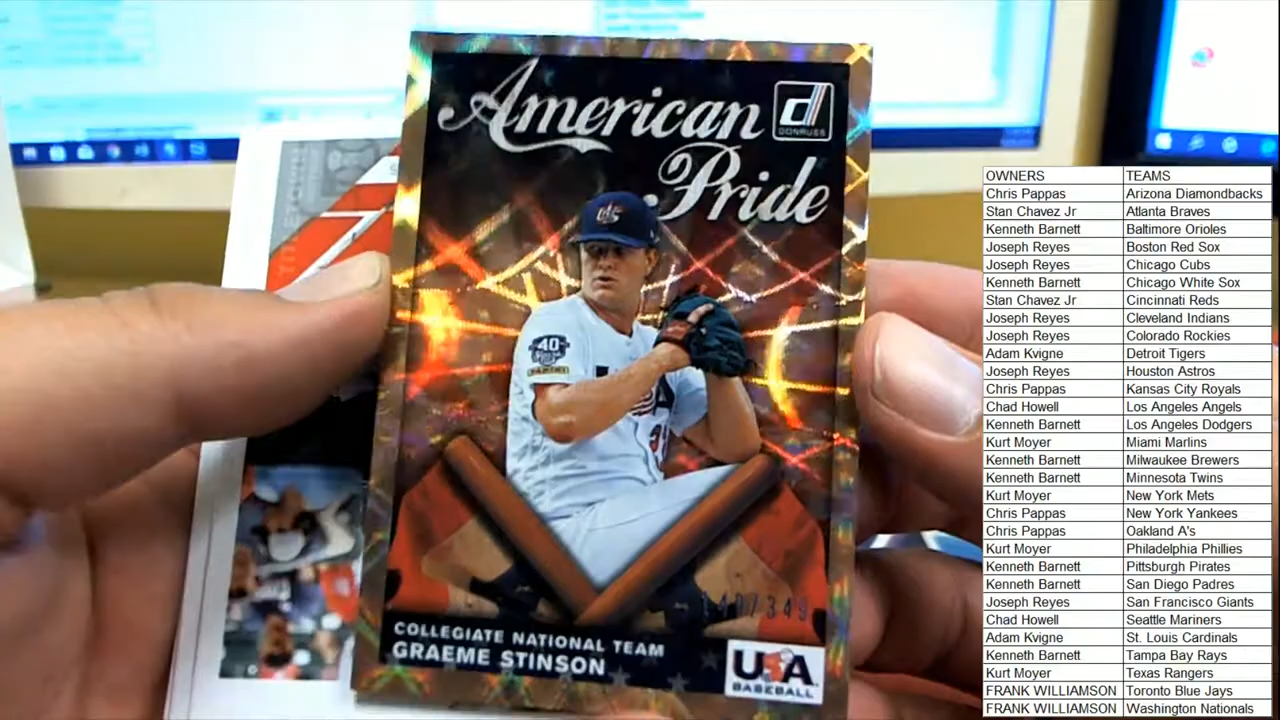 American
Pride
d
DONRUSS
USA
40
PANINI
COLLEGIATE NATIONAL TEAM
GRAEME STINSON
USA
BASEBALL
OWNERS TEAMS
Chris Pappas Arizona Diamondbacks
Stan Chavez Jr Atlanta Braves
Kenneth Barnett Baltimore Orioles
Joseph Reyes Boston Red Sox
Joseph Reyes Chicago Cubs
Kenneth Barnett Chicago White Sox
Stan Chavez Jr Cincinnati Reds
Joseph Reyes Cleveland Indians
Joseph Reyes Colorado Rockies
Adam Kvigne Detroit Tigers
Joseph Reyes Houston Astros
Chris Pappas Kansas City Royals
Chad Howell Los Angeles Angels
Kenneth Barnett Los Angeles Dodgers
Kurt Moyer Miami Marlins
Kenneth Barnett Milwaukee Brewers
Kenneth Barnett Minnesota Twins
Kurt Moyer New York Mets
Chris Pappas New York Yankees
Chris Pappas Oakland A's
Kurt Moyer Philadelphia Phillies
Kenneth Barnett Pittsburgh Pirates
Kenneth Barnett San Diego Padres
Joseph Reyes San Francisco Giants
Chad Howell Seattle Mariners
Adam Kvigne St. Louis Cardinals
Kenneth Barnett Tampa Bay Rays
Kurt Moyer Texas Rangers
FRANK WILLIAMSON Toronto Blue Jays
FRANK WILLIAMSON Washington Nationals